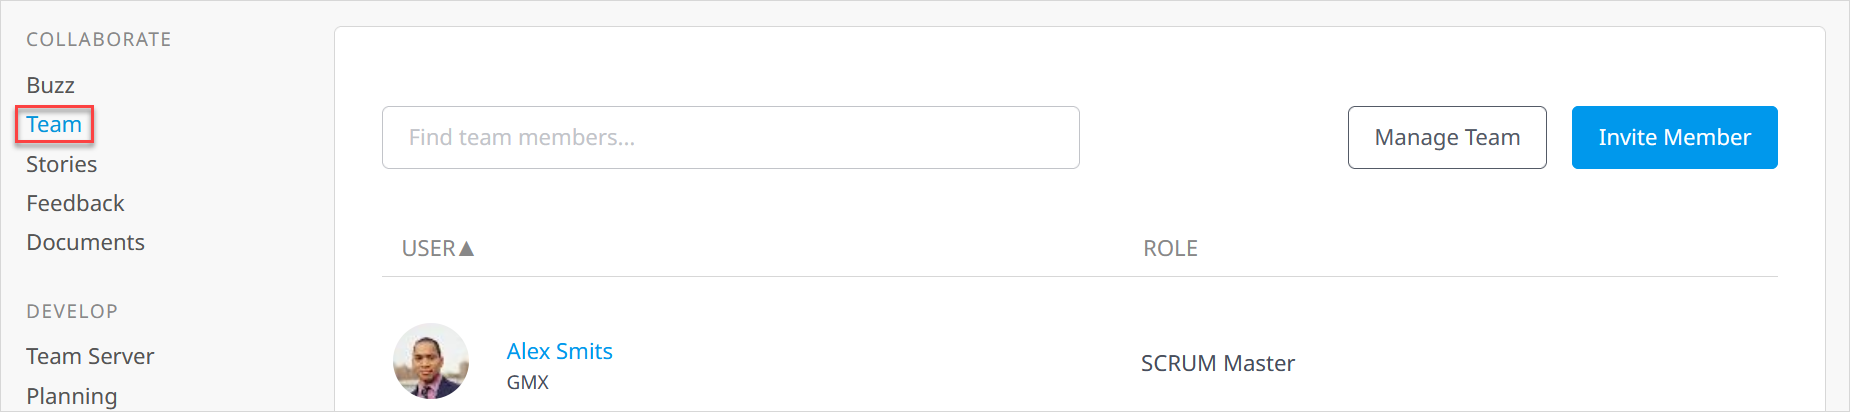 COLLABORATE
Buzz
Team
Stories
Feedback
Documents
DEVELOP
Team Server
Planning
Find team members...
Manage Team
Invite Member
USER▲ ROLE
Alex Smits
GMX
SCRUM Master